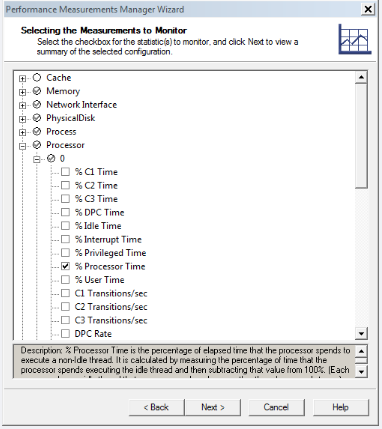 Performance Measurements Manager Wizard
Selecting the Measurements to Monitor
Select the checkbox for the statistic(s) to monitor, and click Next to view a
summary of the selected configuration.
Cache
Memory
Network Interface
PhysicalDisk
Process
Processor
0
% C1 Time
% C2 Time
% C3 Time
% DPC Time
% Idle Time
% Interrupt Time
% Privileged Time
% Processor Time
% User Time
C1 Transitions/sec
C2 Transitions/sec
C3 Transitions/sec
DPC Rate
Description: % Processor Time is the percentage of elapsed time that the processor spends to
execute a non-Idle thread. It is calculated by measuring the percentage of time that the
processor spends executing the idle thread and then subtracting that value from 100%. (Each
< Back
Next >
Cancel
Help